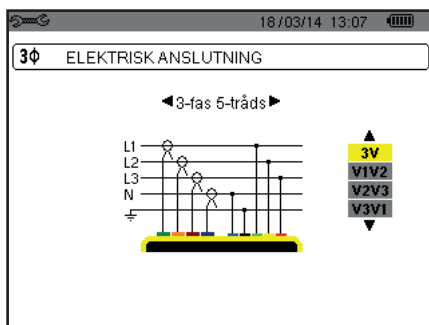 18/03/14 13:07
3Φ ELEKTRISK ANSLUTNING
3-fas 5-tråds
L1
L2
L3
N
3V
V1V2
V2V3
V3V1